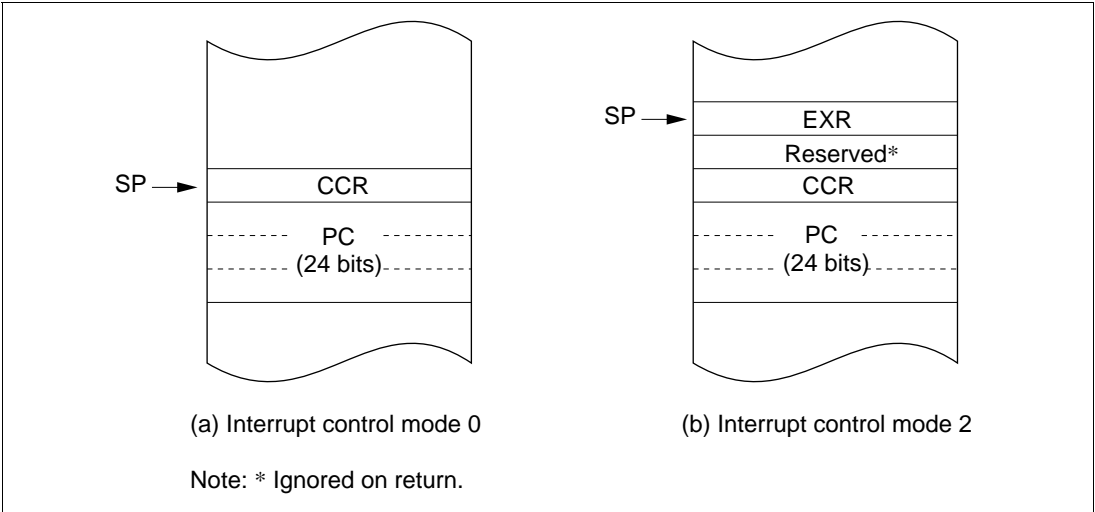 SP
CCR
PC
(24 bits)
(a) Interrupt control mode 0
SP
EXR
Reserved*
CCR
PC
(24 bits)
(b) Interrupt control mode 2
Note: * Ignored on return.